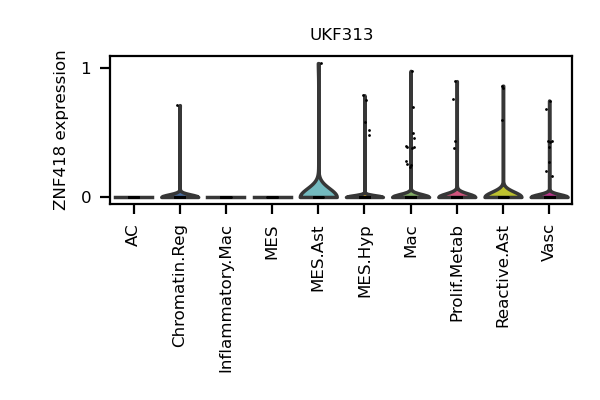 UKF313
ZNF418 expression
1
0
AC
Chromatin.Reg
Inflammatory.Mac
MES
MES.Ast
MES.Hyp
Mac
Prolif.Metab
Reactive.Ast
Vasc